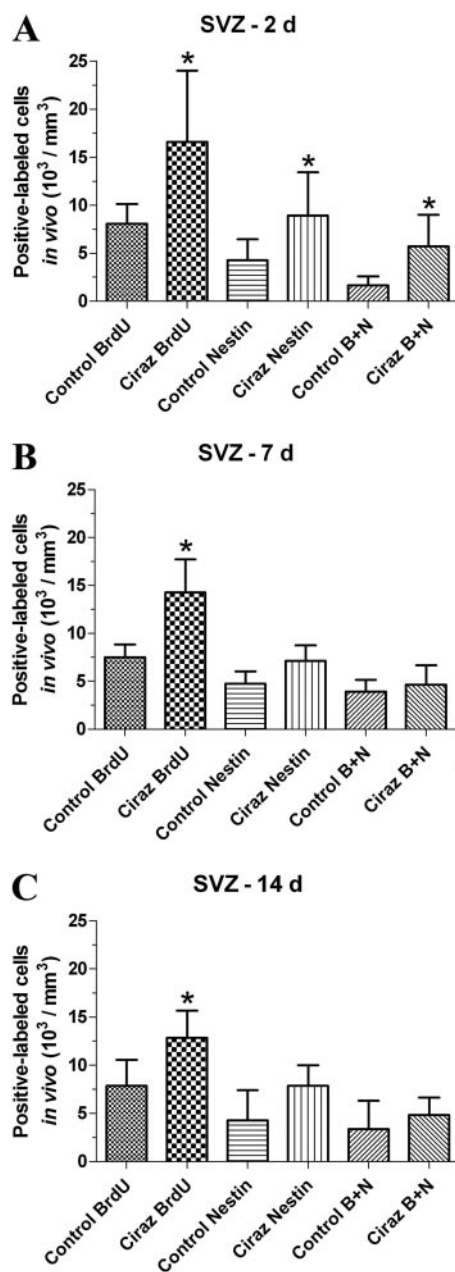 A
SVZ - 2 d
Positive-labeled cells
in vivo (10³ / mm³)
25
20
15
10
5
0
*
*
*
Control BrdU
Ciraz BrdU
Control Nestin
Ciraz Nestin
Control B+N
Ciraz B+N
B
SVZ - 7 d
Positive-labeled cells
in vivo (10³ / mm³)
25
20
15
10
5
0
*
Control BrdU
Ciraz BrdU
Control Nestin
Ciraz Nestin
Control B+N
Ciraz B+N
C
SVZ - 14 d
Positive-labeled cells
in vivo (10³ / mm³)
25
20
15
10
5
0
*
Control BrdU
Ciraz BrdU
Control Nestin
Ciraz Nestin
Control B+N
Ciraz B+N